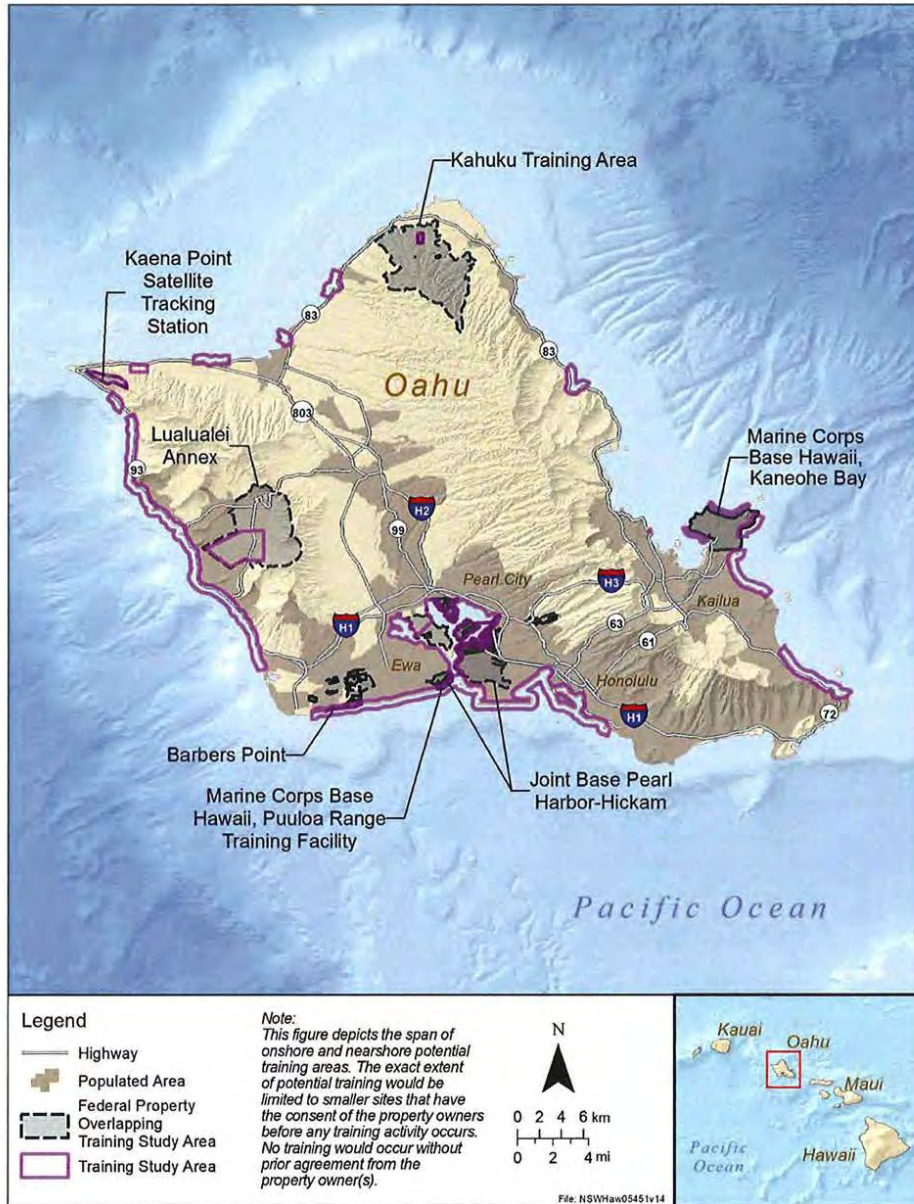 Kahuku Training Area
Kaena Point
Satellite
Tracking
Station
83
83
Oahu
803
Lualualei
Annex
93
Marine Corps
Base Hawaii,
Kaneohe Bay
H2
99
Pearl City
H3
Kailua
63
61
H1
Ewa
Honolulu
H1
72
Barbers Point
Marine Corps Base
Hawaii, Puuloa Range
Training Facility
Joint Base Pearl
Harbor-Hickam
Pacific Ocean
Legend
Highway
Populated Area
Federal Property
Overlapping
Training Study Area
Training Study Area
Note:
This figure depicts the span of
onshore and nearshore potential
training areas. The exact extent
of potential training would be
limited to smaller sites that have
the consent of the property owners
before any training activity occurs.
No training would occur without
prior agreement from the
property owner(s).
N
0 2 4 6 km
0 2 4 mi
File: NSWHaw05451v14
Kauai
Oahu
Maui
Hawaii
Pacific
Ocean